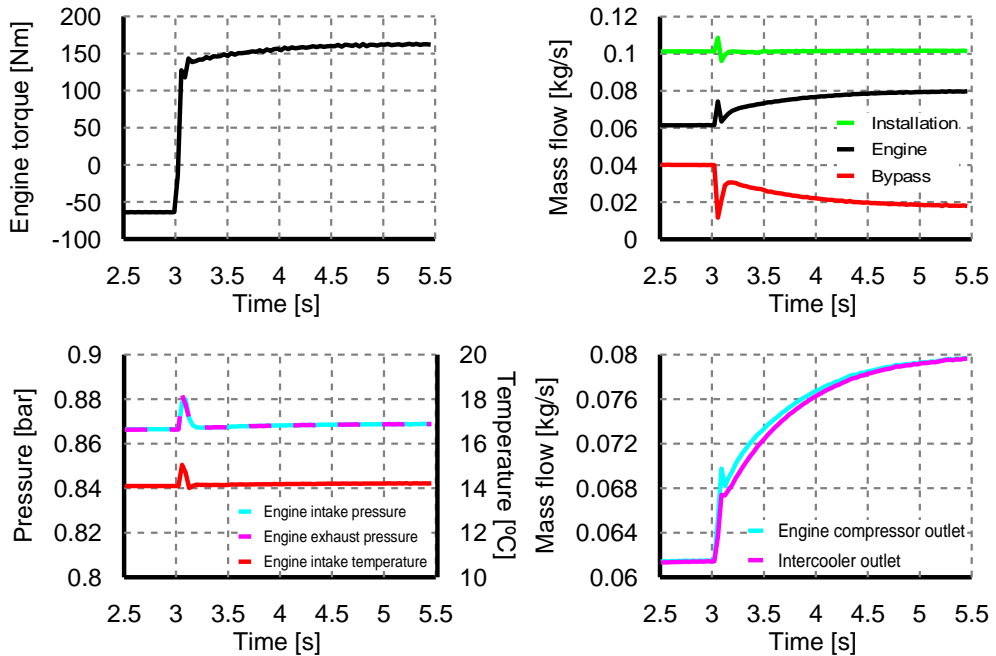 Engine torque [Nm]
200
150
100
50
0
-50
-100
2.5 3 3.5 4 4.5 5 5.5
Time [s]
Mass flow [kg/s]
0.12
0.1
0.08
0.06
0.04
0.02
0
Installation
Engine
Bypass
2.5 3 3.5 4 4.5 5 5.5
Time [s]
Pressure [bar]
0.9
0.88
0.86
0.84
0.82
0.8
Engine intake pressure
Engine exhaust pressure
Engine intake temperature
20
18
16
14
12
10
Temperature [ºC]
2.5 3 3.5 4 4.5 5 5.5
Time [s]
Mass flow [kg/s]
0.08
0.076
0.072
0.068
0.064
0.06
Engine compressor outlet
Intercooler outlet
2.5 3 3.5 4 4.5 5 5.5
Time [s]